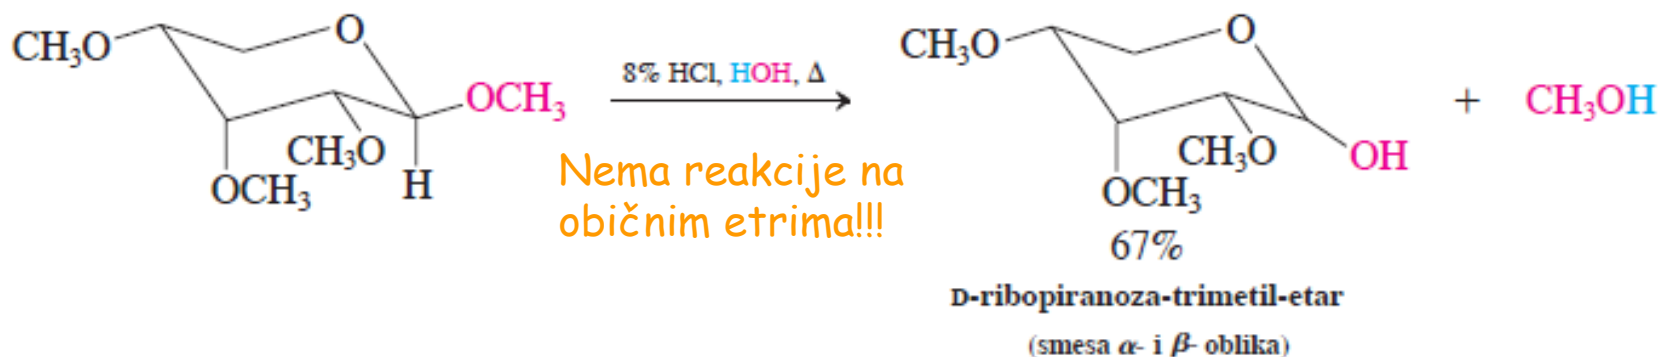 CH₃O
O
OCH₃
CH₃O
OCH₃
H
8% HCl, HOH, Δ
Nema reakcije na
običnim etrima!!!
CH₃O
O
CH₃O
OH
OCH₃
+ CH₃OH
67%
D-ribopiranoza-trimetil-etar
(smesa α- i β- oblika)